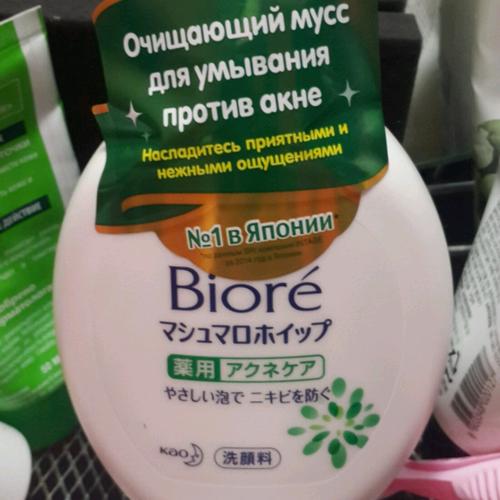 Очищающий мусс
для умывания
против акне
Насладитесь приятными и
нежными ощущениями
№1 в Японии*
Bioré
マシュマロホイップ
薬用 アクネケア
やさしい泡で ニキビを防ぐ
Kao 洗顔料
действие